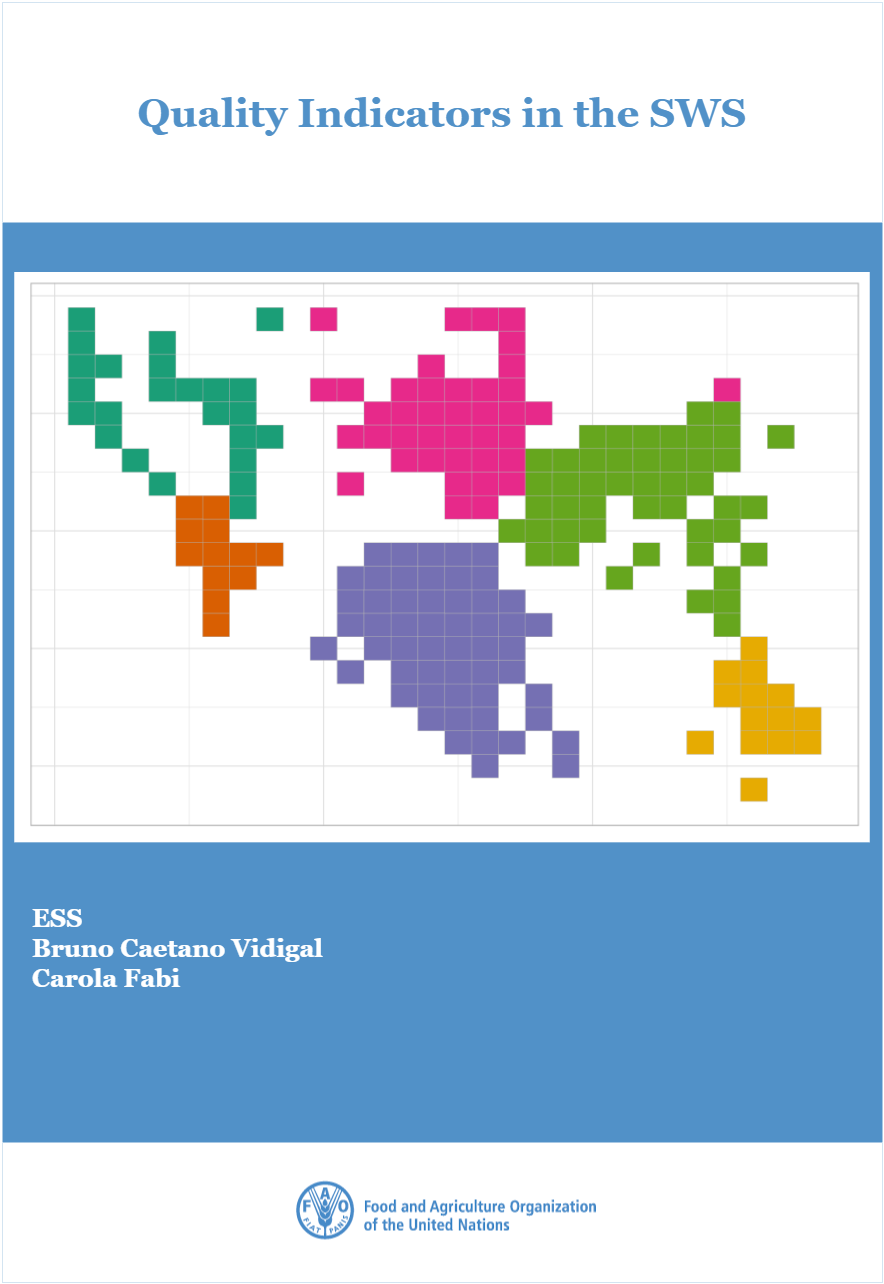 Quality Indicators in the SWS
ESS
Bruno Caetano Vidigal
Carola Fabi
F A O
FIAT PANIS
Food and Agriculture Organization
of the United Nations